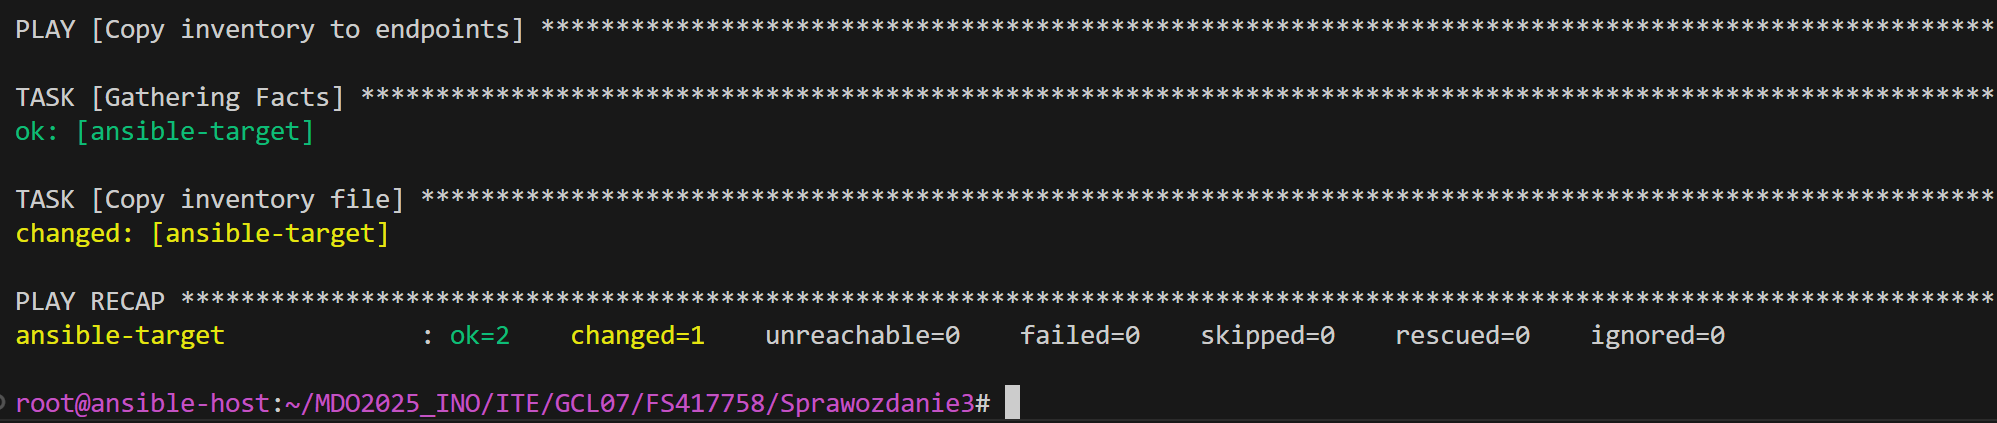 PLAY [Copy inventory to endpoints] *************************************************************************************************
TASK [Gathering Facts] *************************************************************************************************************
ok: [ansible-target]
TASK [Copy inventory file] *********************************************************************************************************
changed: [ansible-target]
PLAY RECAP *************************************************************************************************************************
ansible-target : ok=2 changed=1 unreachable=0 failed=0 skipped=0 rescued=0 ignored=0
root@ansible-host:~/MDO2025_INO/ITE/GCL07/FS417758/Sprawozdanie3#